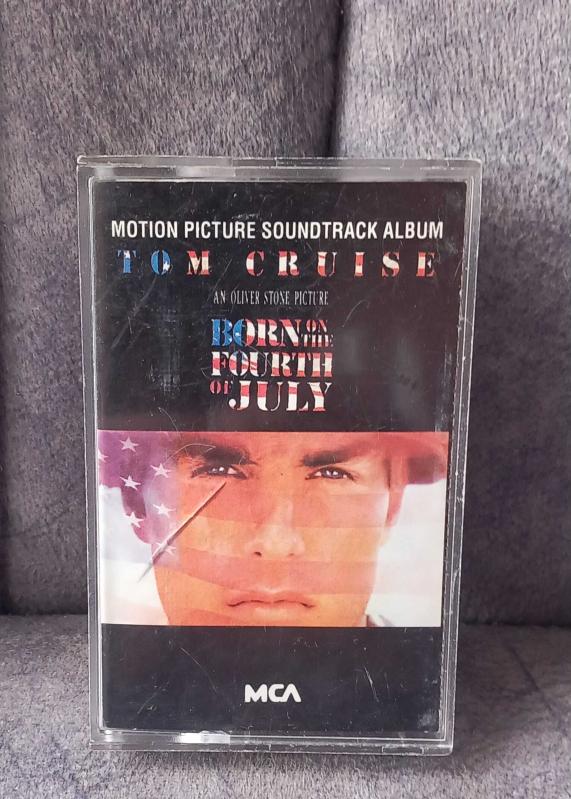 MOTION PICTURE SOUNDTRACK ALBUM
TOM CRUISE
AN OLIVER STONE PICTURE
BORN ON THE
FOURTH
OF JULY
MCA